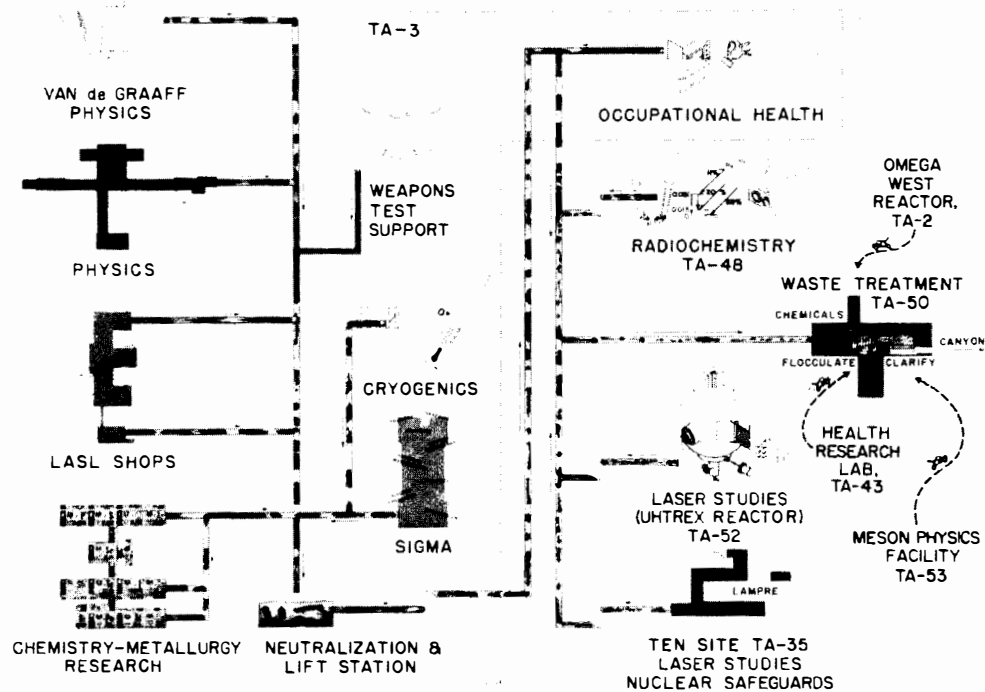 TA-3
VAN de GRAAFF
PHYSICS
PHYSICS
WEAPONS
TEST
SUPPORT
LASL SHOPS
CRYOGENICS
SIGMA
CHEMISTRY-METALLURGY
RESEARCH
NEUTRALIZATION &
LIFT STATION
OCCUPATIONAL HEALTH
RADIOCHEMISTRY
TA-48
OMEGA
WEST
REACTOR,
TA-2
WASTE TREATMENT
TA-50
CHEMICALS
CANYON
FLOCCULATE
CLARIFY
HEALTH
RESEARCH
LAB,
TA-43
LASER STUDIES
(UHTREX REACTOR)
TA-52
MESON PHYSICS
FACILITY
TA-53
LAMPRE
TEN SITE TA-35
LASER STUDIES
NUCLEAR SAFEGUARDS